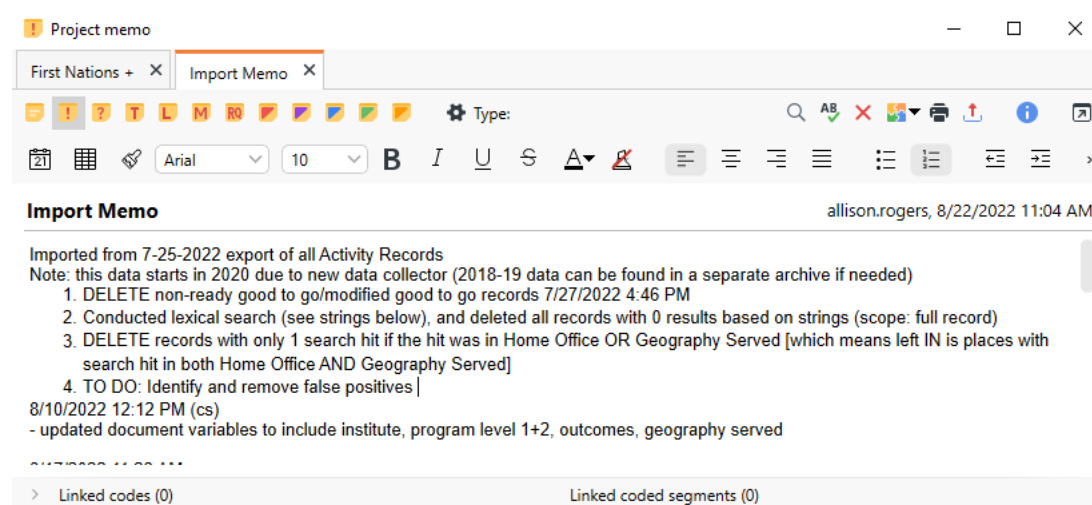 Project memo
First Nations +
Import Memo
Type:
Arial
10
Import Memo
allison.rogers, 8/22/2022 11:04 AM
Imported from 7-25-2022 export of all Activity Records
Note: this data starts in 2020 due to new data collector (2018-19 data can be found in a separate archive if needed)
1. DELETE non-ready good to go/modified good to go records 7/27/2022 4:46 PM
2. Conducted lexical search (see strings below), and deleted all records with 0 results based on strings (scope: full record)
3. DELETE records with only 1 search hit if the hit was in Home Office OR Geography Served [which means left IN is places with
search hit in both Home Office AND Geography Served]
4. TO DO: Identify and remove false positives
8/10/2022 12:12 PM (cs)
- updated document variables to include institute, program level 1+2, outcomes, geography served
Linked codes (0)
Linked coded segments (0)